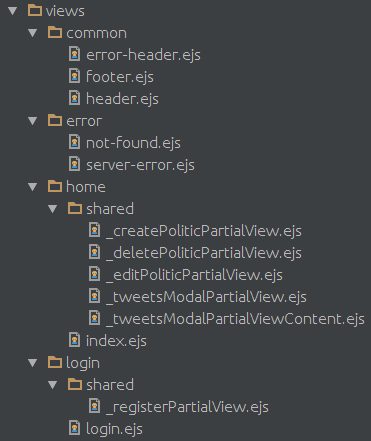 views
common
error-header.ejs
footer.ejs
header.ejs
error
not-found.ejs
server-error.ejs
home
shared
_createPoliticPartialView.ejs
_deletePoliticPartialView.ejs
_editPoliticPartialView.ejs
_tweetsModalPartialView.ejs
_tweetsModalPartialViewContent.ejs
index.ejs
login
shared
_registerPartialView.ejs
login.ejs